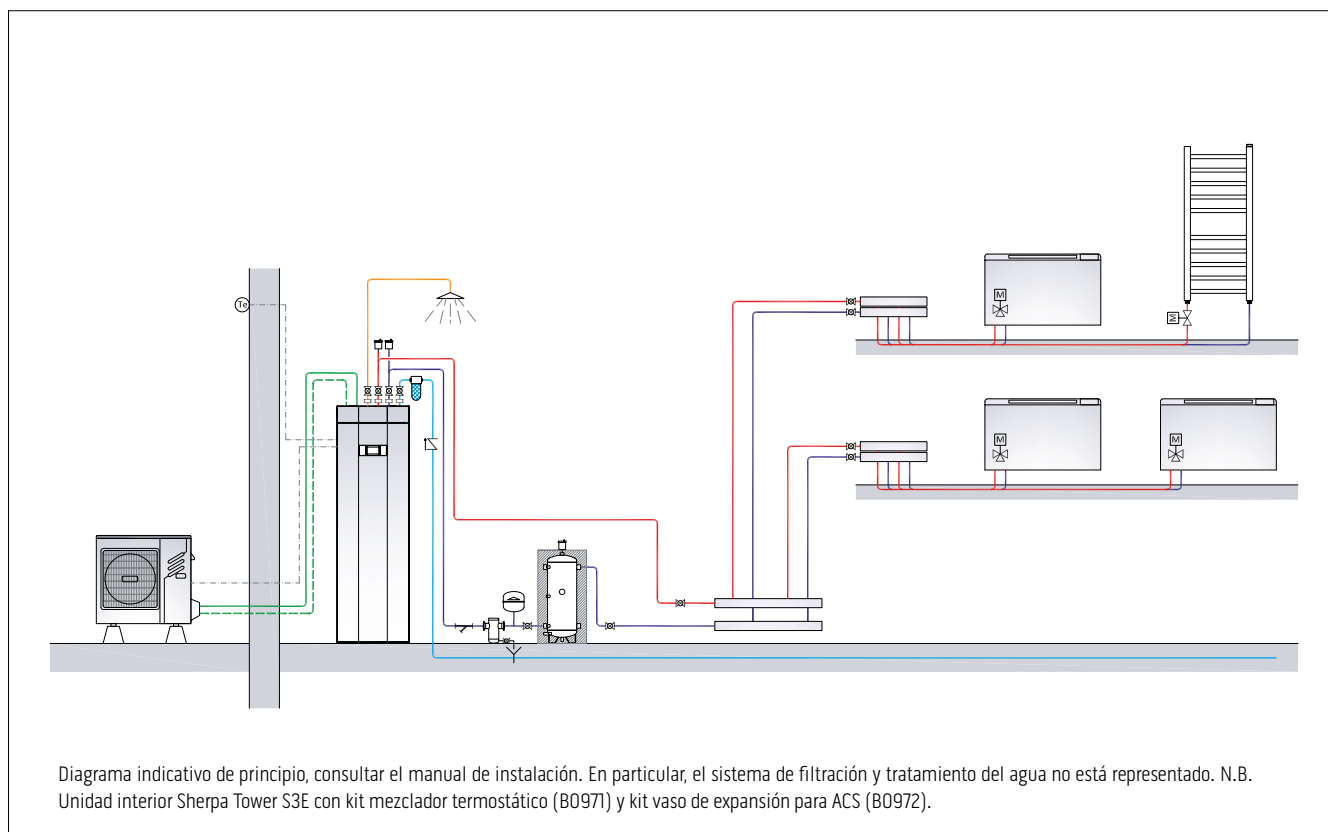 Te
M
M
M
M
Diagrama indicativo de principio, consultar el manual de instalación. En particular, el sistema de filtración y tratamiento del agua no está representado. N.B.
Unidad interior Sherpa Tower S3E con kit mezclador termostático (B0971) y kit vaso de expansión para ACS (B0972).